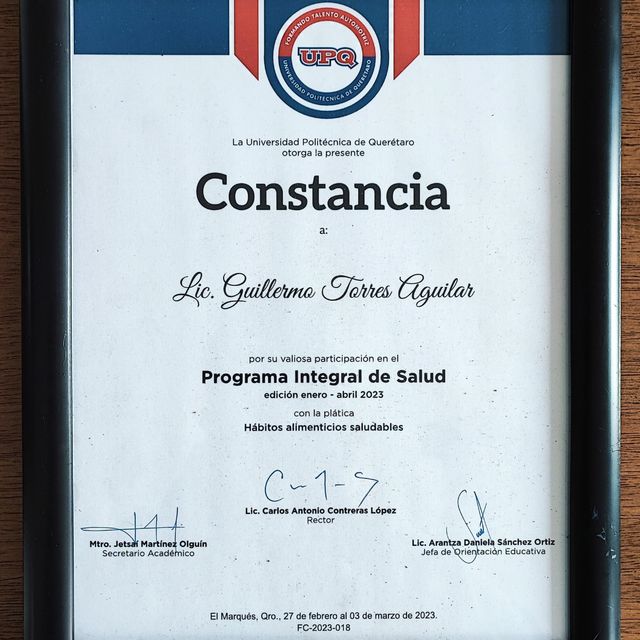 FORMANDO TALENTO AUTOMOTRIZ
UPQ
UNIVERSIDAD POLITÉCNICA DE QUERÉTARO
La Universidad Politécnica de Querétaro
otorga la presente
Constancia
a:
Lic. Guillermo Torres Aguilar
por su valiosa participación en el
Programa Integral de Salud
edición enero - abril 2023
con la plática
Hábitos alimenticios saludables
Lic. Carlos Antonio Contreras López
Rector
Mtro. Jetsaí Martínez Olguín
Secretario Académico
Lic. Arantza Daniela Sánchez Ortiz
Jefa de Orientación Educativa
El Marqués, Qro., 27 de febrero al 03 de marzo de 2023.
FC-2023-018